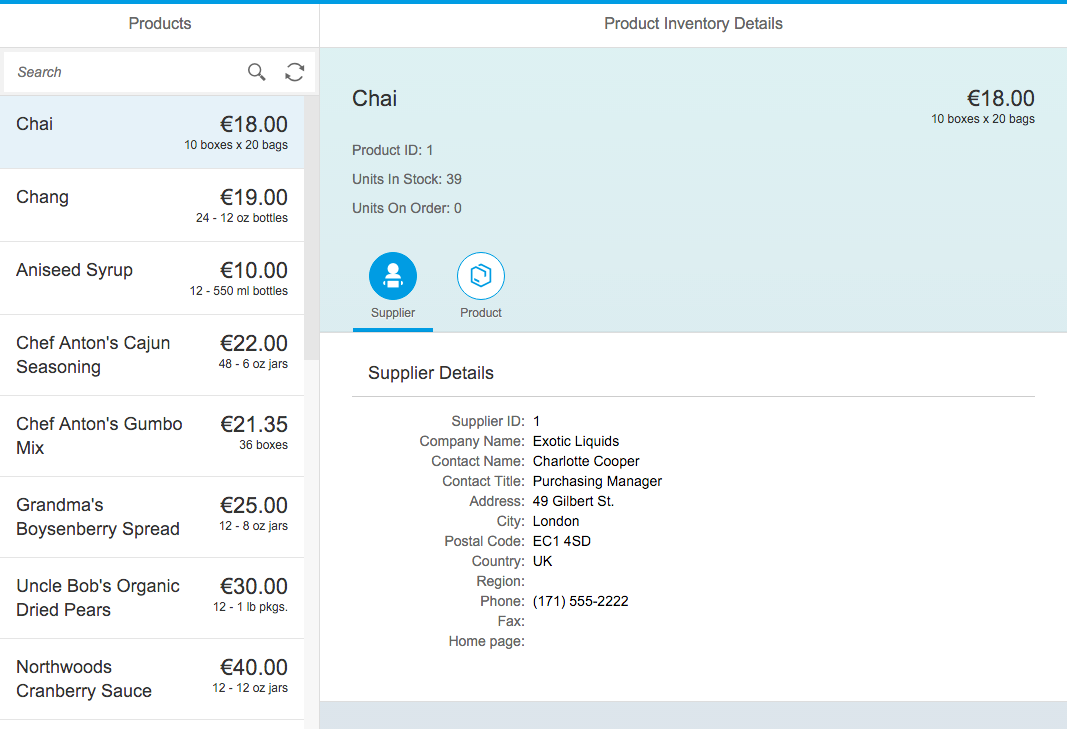 Products
Search
Chai €18.00
10 boxes x 20 bags
Chang €19.00
24 - 12 oz bottles
Aniseed Syrup €10.00
12 - 550 ml bottles
Chef Anton's Cajun €22.00
Seasoning 48 - 6 oz jars
Chef Anton's Gumbo €21.35
Mix 36 boxes
Grandma's €25.00
Boysenberry Spread 12 - 8 oz jars
Uncle Bob's Organic €30.00
Dried Pears 12 - 1 lb pkgs.
Northwoods €40.00
Cranberry Sauce 12 - 12 oz jars
Product Inventory Details
Chai €18.00
10 boxes x 20 bags
Product ID: 1
Units In Stock: 39
Units On Order: 0
Supplier Product
Supplier Details
Supplier ID: 1
Company Name: Exotic Liquids
Contact Name: Charlotte Cooper
Contact Title: Purchasing Manager
Address: 49 Gilbert St.
City: London
Postal Code: EC1 4SD
Country: UK
Region:
Phone: (171) 555-2222
Fax:
Home page: